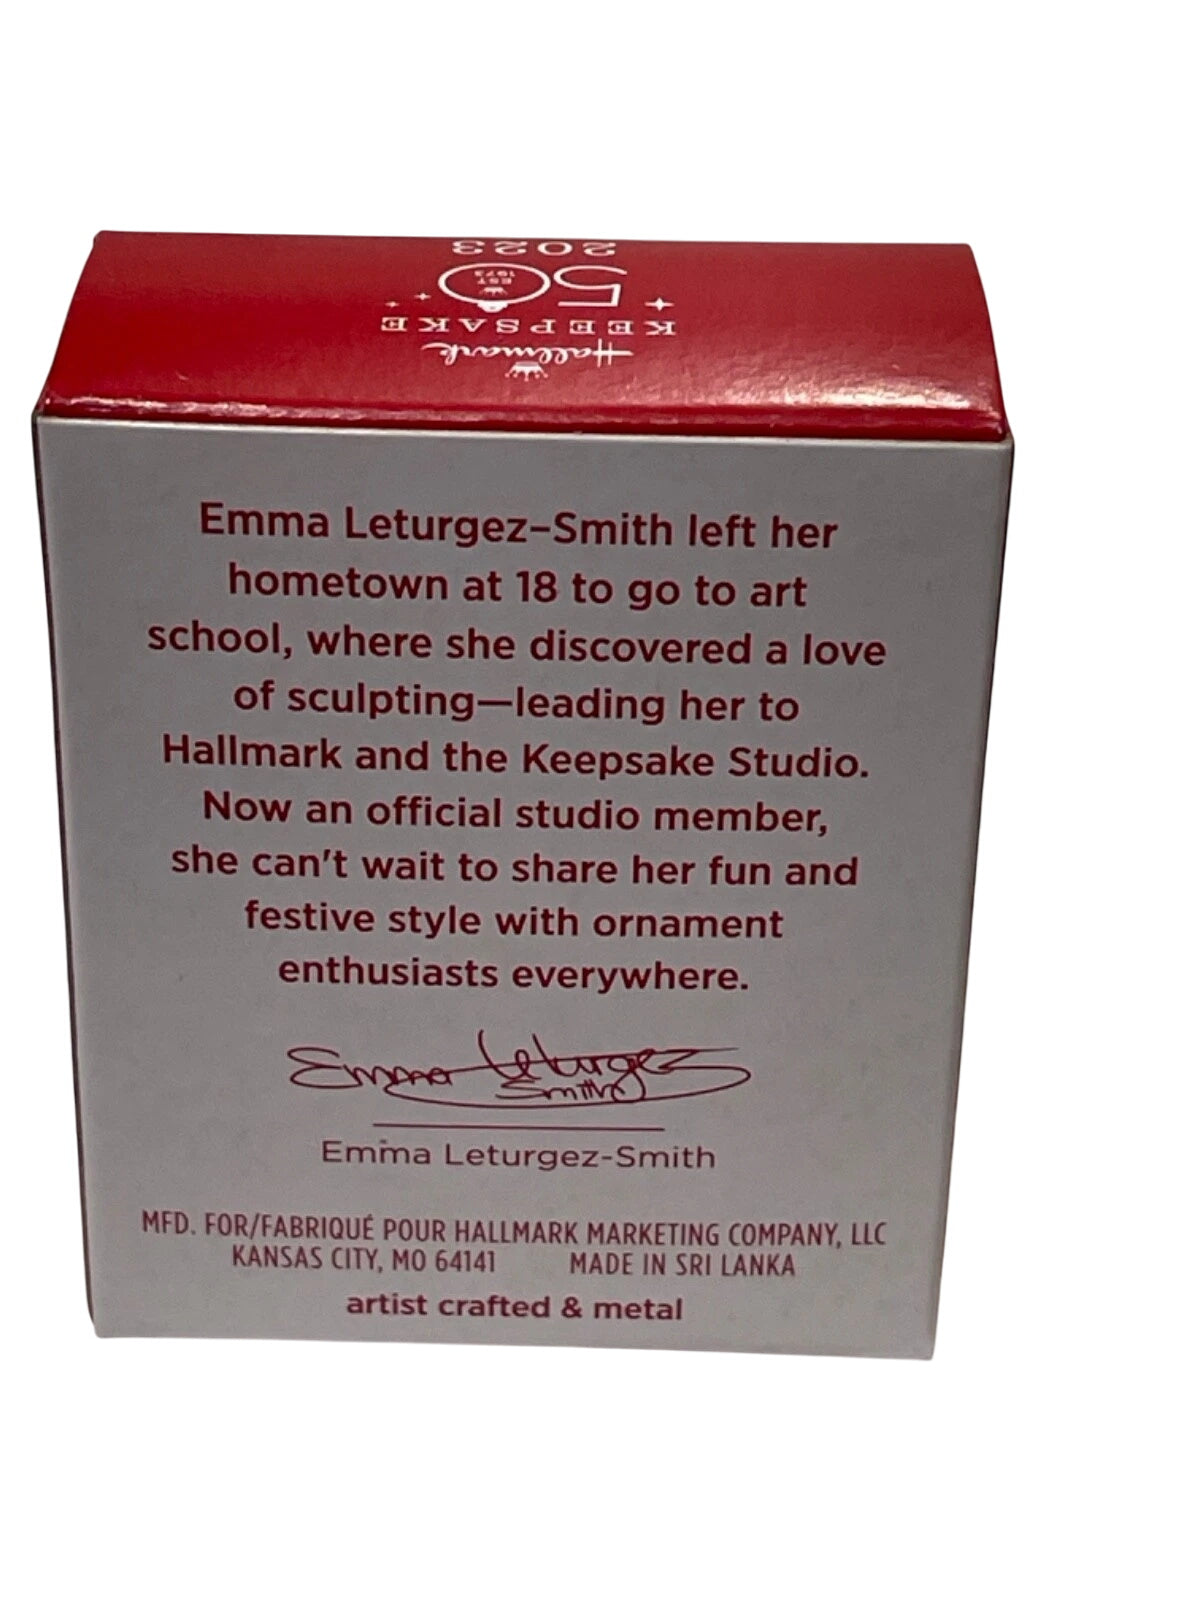 Hallmark
KEEPSAKE
50
EST
1973
2023
Emma Leturgez-Smith left her
hometown at 18 to go to art
school, where she discovered a love
of sculpting—leading her to
Hallmark and the Keepsake Studio.
Now an official studio member,
she can't wait to share her fun and
festive style with ornament
enthusiasts everywhere.
Emma Leturgez
Smith
Emma Leturgez-Smith
MFD. FOR/FABRIQUÉ POUR HALLMARK MARKETING COMPANY, LLC
KANSAS CITY, MO 64141 MADE IN SRI LANKA
artist crafted & metal